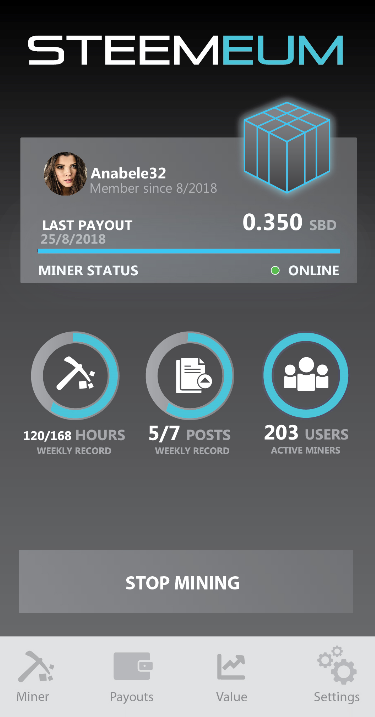 STEEMEUM
Anabele32
Member since 8/2018
LAST PAYOUT 0.350 SBD
25/8/2018
MINER STATUS ONLINE
120/168 HOURS 5/7 POSTS 203 USERS
WEEKLY RECORD WEEKLY RECORD ACTIVE MINERS
STOP MINING
Miner Payouts Value Settings